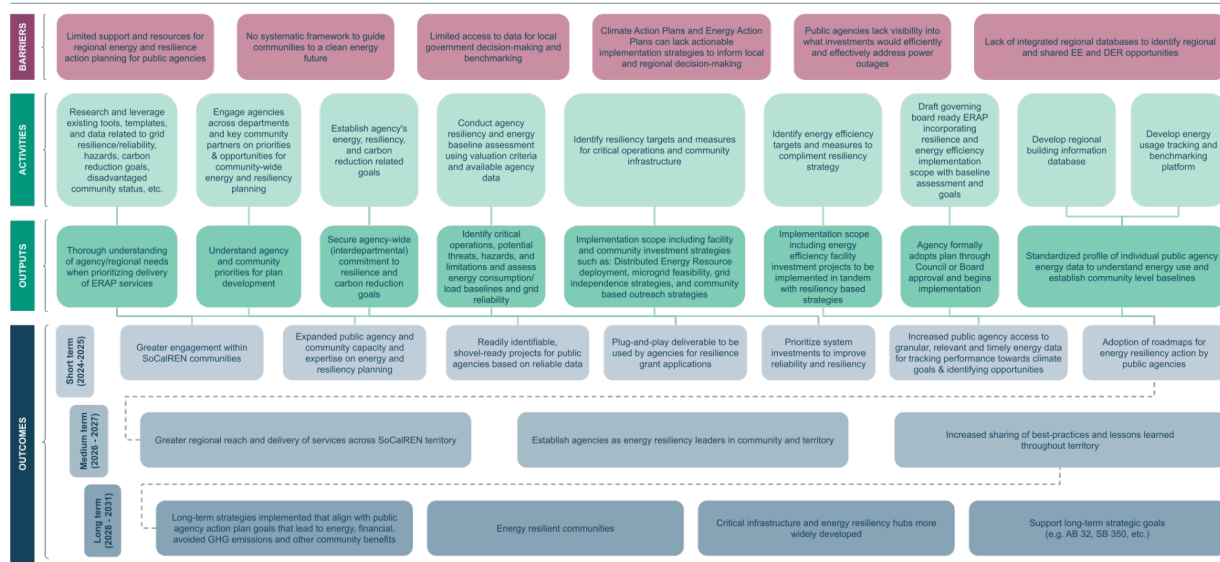 BARRIERS
Limited support and resources for
regional energy and resilience
action planning for public agencies
No systematic framework to guide
communities to a clean energy
future
Limited access to data for local
government decision-making and
benchmarking
Climate Action Plans and Energy Action
Plans can lack actionable
implementation strategies to inform local
and regional decision-making
Public agencies lack visibility into
what investments would efficiently
and effectively address power
outages
Lack of integrated regional databases to identify regional
and shared EE and DER opportunities
ACTIVITIES
Research and leverage
existing tools, templates,
and data related to grid
resilience/reliability,
hazards, carbon
reduction goals,
disadvantaged
community status, etc.
Engage agencies
across departments
and key community
partners on priorities
& opportunities for
community-wide
energy and resiliency
planning
Establish agency's
energy, resiliency,
and carbon
reduction related
goals
Conduct agency
resiliency and energy
baseline assessment
using valuation criteria
and available agency
data
Identify resiliency targets and measures
for critical operations and community
infrastructure
Identify energy efficiency
targets and measures to
compliment resiliency
strategy
Draft governing
board ready ERAP
incorporating
resilience and
energy efficiency
implementation
scope with baseline
assessment and
goals
Develop regional
building information
database
Develop energy
usage tracking and
benchmarking
platform
OUTPUTS
Thorough understanding
of agency/regional needs
when prioritizing delivery
of ERAP services
Understand agency
and community
priorities for plan
development
Secure agency-wide
(interdepartmental)
commitment to
resilience and
carbon reduction
goals
Identify critical
operations, potential
threats, hazards, and
limitations and assess
energy consumption/
load baselines and grid
reliability
Implementation scope including facility
and community investment strategies
such as: Distributed Energy Resource
deployment, microgrid feasibility, grid
independence strategies, and community
based outreach strategies
Implementation scope
including energy
efficiency facility
investment projects to be
implemented in tandem
with resiliency based
strategies
Agency formally
adopts plan through
Council or Board
approval and begins
implementation
Standardized profile of individual public agency
energy data to understand energy use and
establish community level baselines
OUTCOMES
Short term
(2024-2025)
Greater engagement within
SoCalREN communities
Expanded public agency and
community capacity and
expertise on energy and
resiliency planning
Readily identifiable,
shovel-ready projects for public
agencies based on reliable data
Plug-and-play deliverable to be
used by agencies for resilience
grant applications
Prioritize system
investments to improve
reliability and resiliency
Increased public agency access to
granular, relevant and timely energy data
for tracking performance towards climate
goals & identifying opportunities
Adoption of roadmaps for
energy resiliency action by
public agencies
Medium term
(2026 - 2027)
Greater regional reach and delivery of services across SoCalREN territory
Establish agencies as energy resiliency leaders in community and territory
Increased sharing of best-practices and lessons learned
throughout territory
Long term
(2028 - 2031)
Long-term strategies implemented that align with public
agency action plan goals that lead to energy, financial,
avoided GHG emissions and other community benefits
Energy resilient communities
Critical infrastructure and energy resiliency hubs more
widely developed
Support long-term strategic goals
(e.g. AB 32, SB 350, etc.)